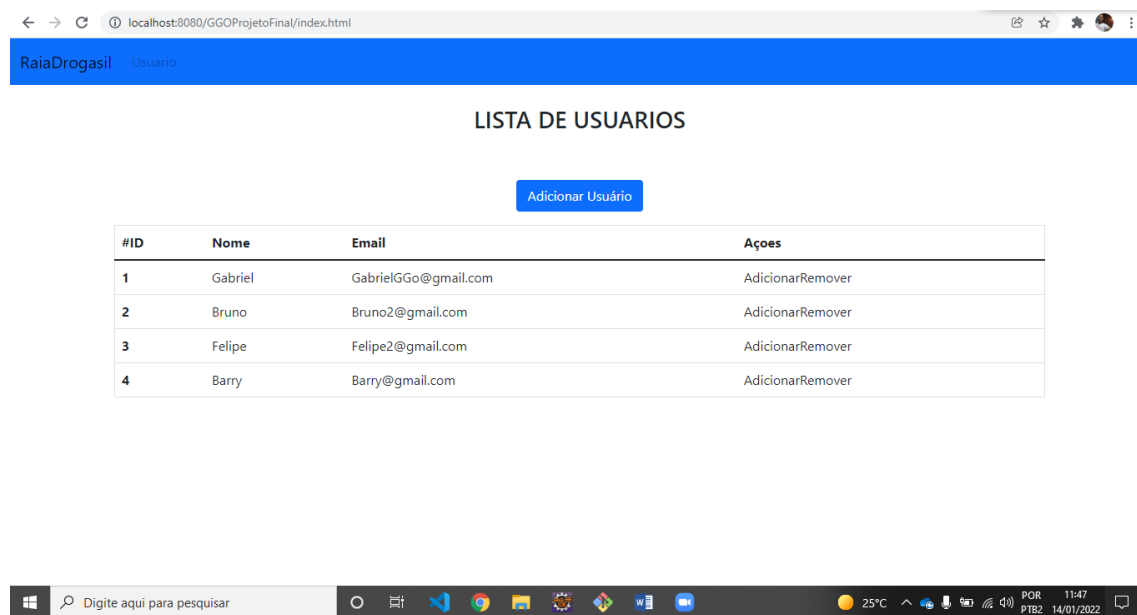 localhost:8080/GGOProjetoFinal/index.html
RaiaDrogasil Usuario
LISTA DE USUARIOS
Adicionar Usuário
#ID Nome Email Açoes
1 Gabriel GabrielGGo@gmail.com AdicionarRemover
2 Bruno Bruno2@gmail.com AdicionarRemover
3 Felipe Felipe2@gmail.com AdicionarRemover
4 Barry Barry@gmail.com AdicionarRemover
Digite aqui para pesquisar 25°C POR 11:47
PTB2 14/01/2022